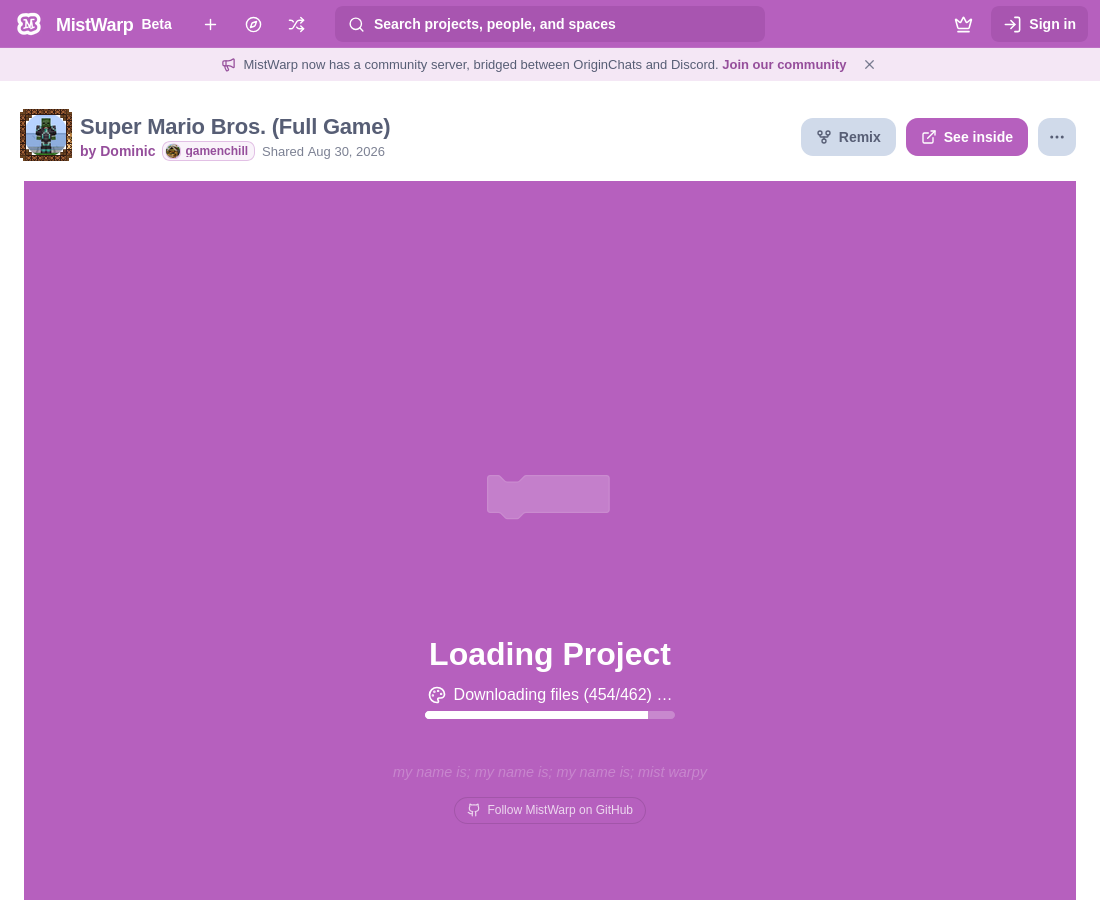 MistWarp Beta
Search projects, people, and spaces
Sign in
MistWarp now has a community server, bridged between OriginChats and Discord. Join our community
Super Mario Bros. (Full Game)
by Dominic gamenchill Shared Aug 30, 2026
Remix
See inside
Loading Project
Downloading files (454/462) …
my name is; my name is; my name is; mist warpy
Follow MistWarp on GitHub